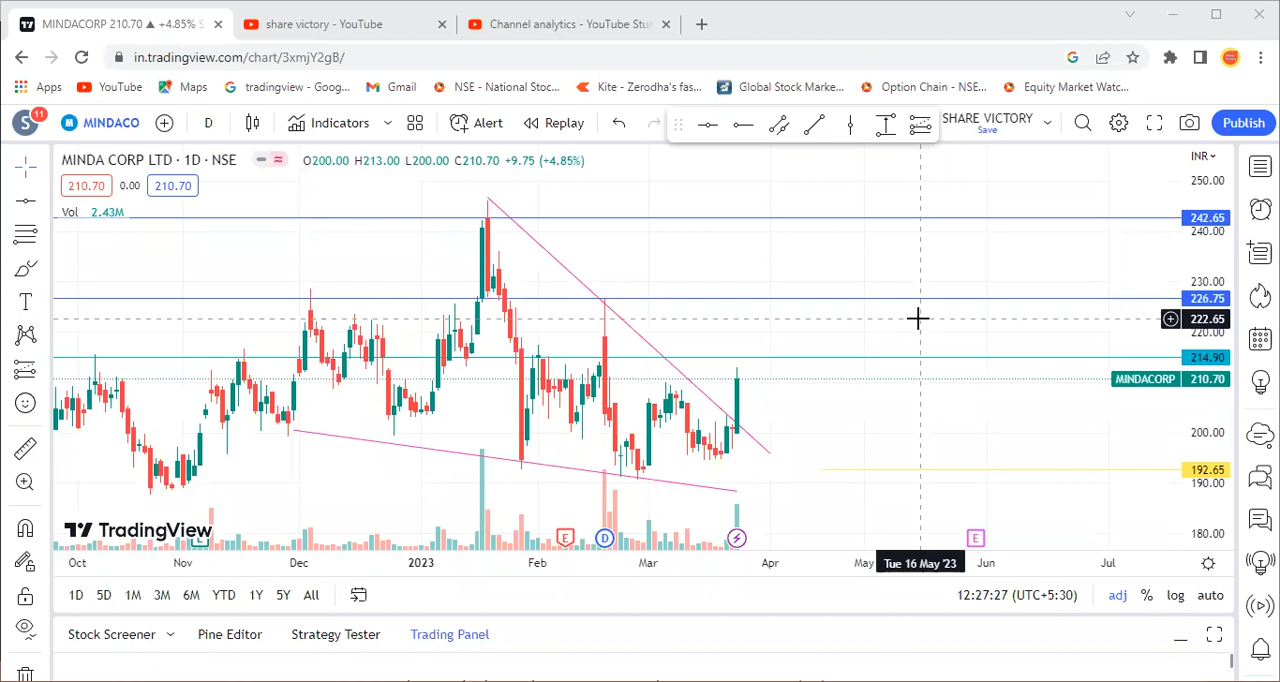 MINDACORP 210.70 ▲ +4.85% S
share victory - YouTube
Channel analytics - YouTube Stu
in.tradingview.com/chart/3xmjY2gB/
Apps
YouTube
Maps
tradingview - Goog...
Gmail
NSE - National Stoc...
Kite - Zerodha's fas...
Global Stock Marke...
Option Chain - NSE...
Equity Market Watc...
S
11
M
MINDACO
D
Indicators
Alert
Replay
SHARE VICTORY
Save
Publish
MINDA CORP LTD · 1D · NSE
O200.00 H213.00 L200.00 C210.70 +9.75 (+4.85%)
INR
210.70 0.00 210.70
Vol 2.43M
250.00
242.65
240.00
230.00
226.75
222.65
220.00
214.90
MINDACORP 210.70
200.00
192.65
190.00
180.00
TradingView
E
D
E
Oct Nov Dec 2023 Feb Mar Apr May Tue 16 May '23 Jun Jul
1D 5D 1M 3M 6M YTD 1Y 5Y All
12:27:27 (UTC+5:30)
adj % log auto
Stock Screener
Pine Editor
Strategy Tester
Trading Panel